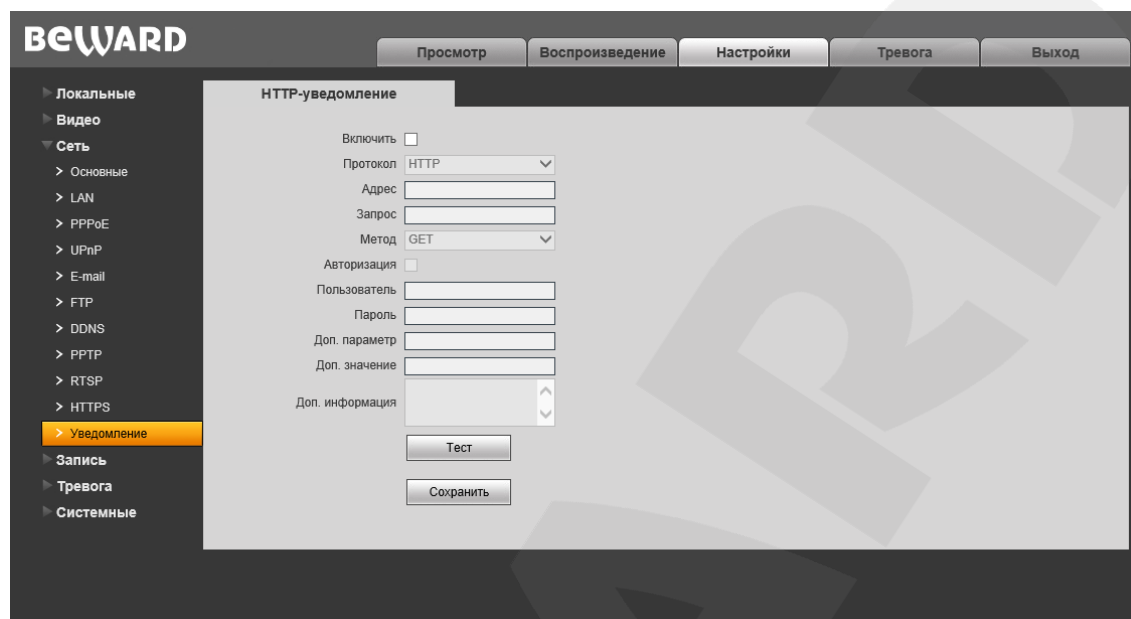 BEWARD
Просмотр Воспроизведение Настройки Тревога Выход
Локальные
Видео
Сеть
> Основные
> LAN
> PPPoE
> UPnP
> E-mail
> FTP
> DDNS
> PPTP
> RTSP
> HTTPS
> Уведомление
Запись
Тревога
Системные
HTTP-уведомление
Включить
Протокол HTTP
Адрес
Запрос
Метод GET
Авторизация
Пользователь
Пароль
Доп. параметр
Доп. значение
Доп. информация
Тест
Сохранить